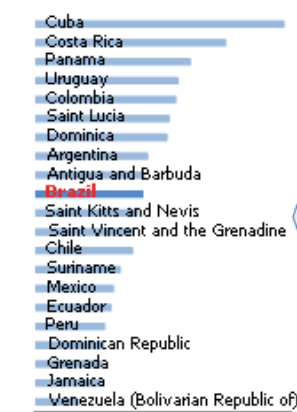 Cuba
Costa Rica
Panama
Uruguay
Colombia
Saint Lucia
Dominica
Argentina
Antigua and Barbuda
Brazil
Saint Kitts and Nevis
Saint Vincent and the Grenadine
Chile
Suriname
Mexico
Ecuador
Peru
Dominican Republic
Grenada
Jamaica
Venezuela (Bolivarian Republic of)